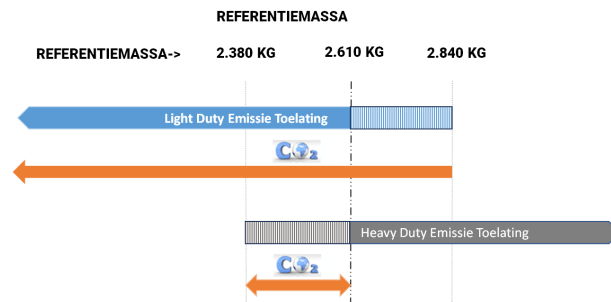 REFERENTIEMASSA
REFERENTIEMASSA-> 2.380 KG 2.610 KG 2.840 KG
Light Duty Emissie Toelating
CO2
Heavy Duty Emissie Toelating
CO2